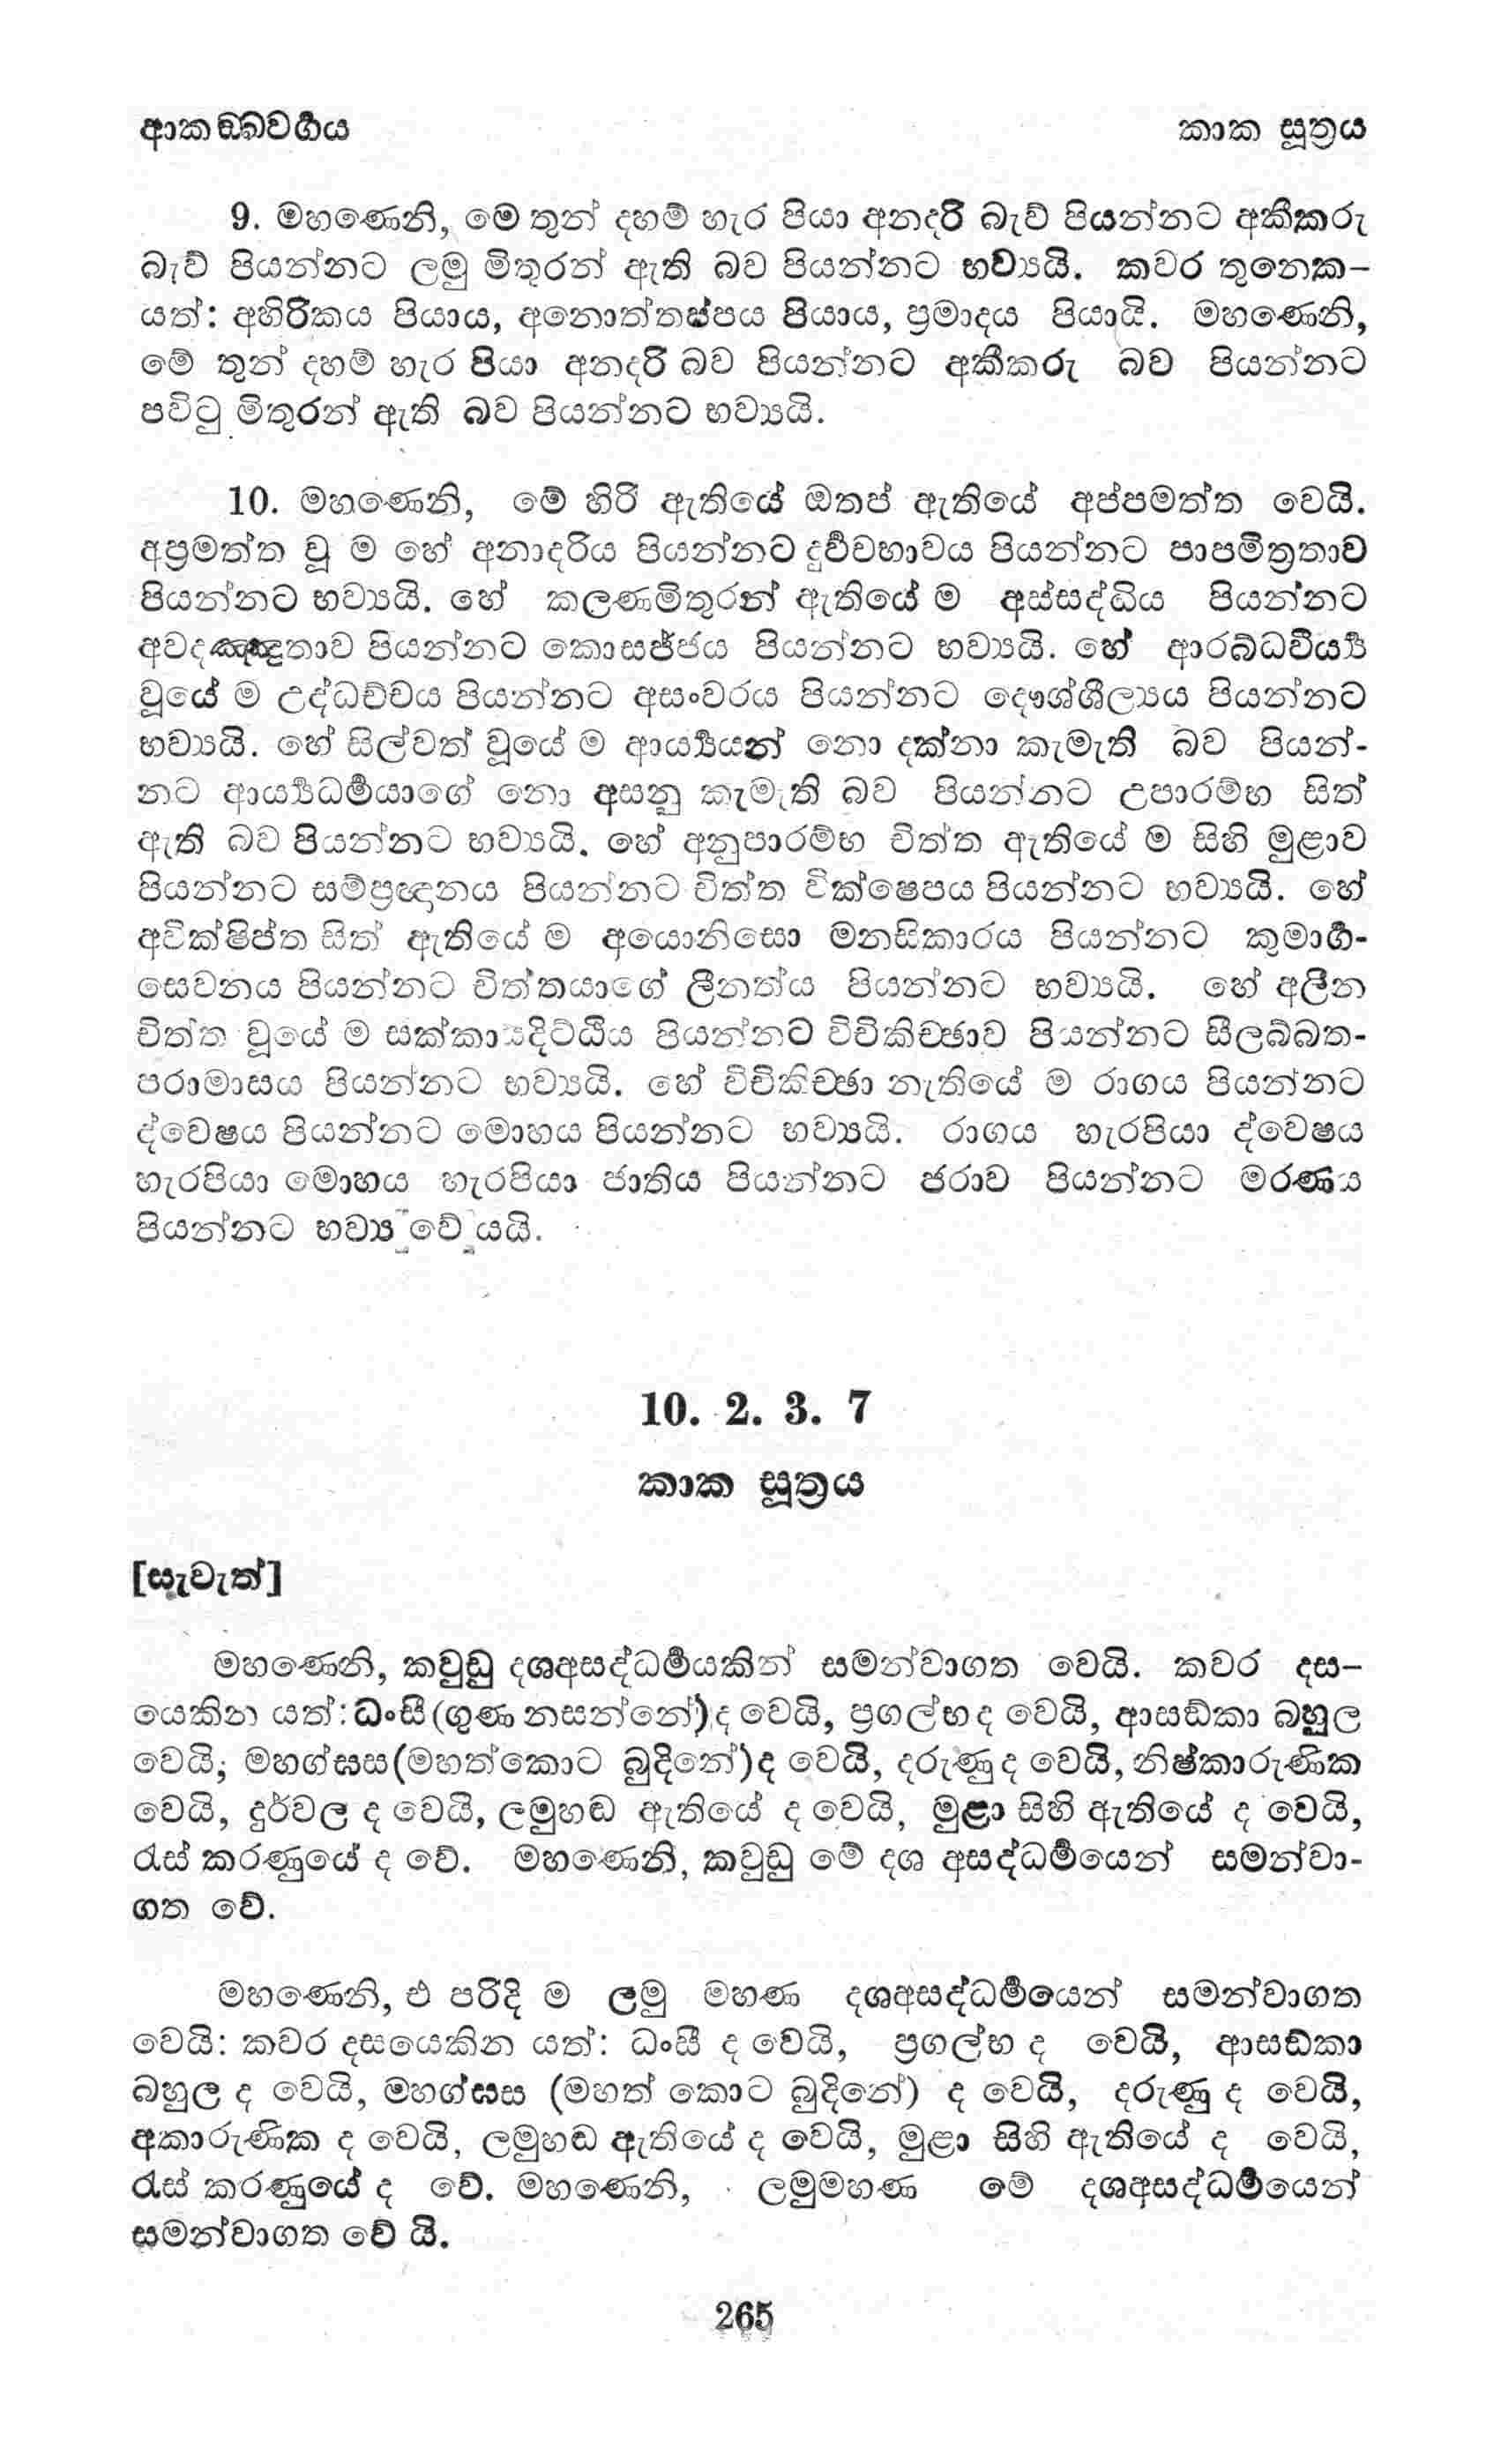 ආකඞ්ඛවර්‍ගය
කාක සූත්‍රය
9. මහණෙනි, මෙ තුන් දහම් හැර පියා අනදරි බැව් පියන්නට අකීකරු
බැව් පියන්නට ලමු මිතුරන් ඇති බව පියන්නට භව්‍යයි. කවර තුනෙක-
යත්: අහිරිකය පියාය, අනොත්තප්පය පියාය, ප්‍රමාදය පියායි. මහණෙනි,
මේ තුන් දහම් හැර පියා අනදරි බව පියන්නට අකීකරු බව පියන්නට
පවිටු මිතුරන් ඇති බව පියන්නට භව්‍යයි.
10. මහණෙනි, මේ හිරි ඇතියේ ඔතප් ඇතියේ අප්පමත්ත වෙයි.
අප්‍රමත්ත වූ ම හේ අනාදරිය පියන්නට දුර්‍වචභාවය පියන්නට පාපමිත්‍රතාව
පියන්නට භව්‍යයි. හේ කලණමිතුරන් ඇතියේ ම අස්සද්ධිය පියන්නට
අවදඤ්ඤුතාව පියන්නට කොසජ්ජය පියන්නට භව්‍යයි. හේ ආරබ්ධවීර්‍ය්‍ය
වූයේ ම උද්ධච්චය පියන්නට අසංවරය පියන්නට දෞශ්ශීල්‍යය පියන්නට
භව්‍යයි. හේ සිල්වත් වූයේ ම ආර්‍ය්‍යයන් නො දක්නා කැමැති බව පියන්-
නට ආර්‍ය්‍යධර්‍මයාගේ නො අසනු කැමැති බව පියන්නට උපාරම්භ සිත්
ඇති බව පියන්නට භව්‍යයි. හේ අනුපාරම්භ චිත්ත ඇතියේ ම සිහි මුළාව
පියන්නට සම්ප්‍රඥානය පියන්නට චිත්ත වික්ෂෙපය පියන්නට භව්‍යයි. හේ
අවික්ෂිප්ත සිත් ඇතියේ ම අයොනිසො මනසිකාරය පියන්නට කුමාර්‍ග-
සෙවනය පියන්නට චිත්තයාගේ ලීනත්ය පියන්නට භව්‍යයි. හේ අලීන
චිත්ත වූයේ ම සක්කායදිට්ඨිය පියන්නට විචිකිච්ඡාව පියන්නට සීලබ්බත-
පරාමාසය පියන්නට භව්‍යයි. හේ විචිකිච්ඡා නැතියේ ම රාගය පියන්නට
ද්වෙෂය පියන්නට මොහය පියන්නට භව්‍යයි. රාගය හැරපියා ද්වෙෂය
හැරපියා මොහය හැරපියා ජාතිය පියන්නට ජරාව පියන්නට මරණය
පියන්නට භව්‍ය වේ යයි.
10. 2. 3. 7
කාක සූත්‍රය
[සැවැත්]
මහණෙනි, කවුඩු දශඅසද්ධර්‍මයකින් සමන්වාගත වෙයි. කවර දස-
යෙකින යත්: ධංසී (ගුණ නසන්නේ) ද වෙයි, ප්‍රගල්භ ද වෙයි, ආසඞ්කා බහුල
වෙයි; මහග්ඝස (මහත්කොට බුදිනේ) ද වෙයි, දරුණු ද වෙයි, නිෂ්කාරුණික
වෙයි, දුර්වල ද වෙයි, ලමුහඬ ඇතියේ ද වෙයි, මුළා සිහි ඇතියේ ද වෙයි,
රැස් කරණුයේ ද වේ. මහණෙනි, කවුඩු මේ දශ අසද්ධර්‍මයෙන් සමන්වා-
ගත වේ.
මහණෙනි, එ පරිදි ම ලමු මහණ දශඅසද්ධර්‍මයෙන් සමන්වාගත
වෙයි: කවර දසයෙකින යත්: ධංසී ද වෙයි, ප්‍රගල්භ ද වෙයි, ආසඞ්කා
බහුල ද වෙයි, මහග්ඝස (මහත් කොට බුදිනේ) ද වෙයි, දරුණු ද වෙයි,
අකාරුණික ද වෙයි, ලමුහඬ ඇතියේ ද වෙයි, මුළා සිහි ඇතියේ ද වෙයි,
රැස් කරණුයේ ද වේ. මහණෙනි, ලමුමහණ මේ දශඅසද්ධර්‍මයෙන්
සමන්වාගත වේ යි.
265